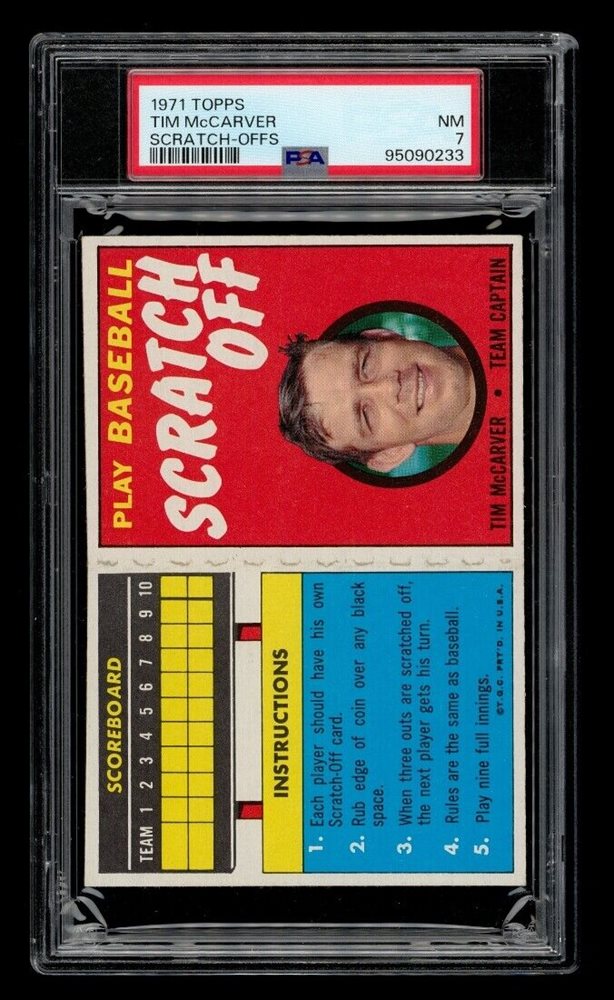 1971 TOPPS
TIM McCARVER
SCRATCH-OFFS
NM
7
PSA
95090233
PLAY BASEBALL
SCRATCH
OFF
TIM McCARVER • TEAM CAPTAIN
SCOREBOARD
TEAM 1 2 3 4 5 6 7 8 9 10
INSTRUCTIONS
1. Each player should have his own
Scratch-Off card.
2. Rub edge of coin over any black
space.
3. When three outs are scratched off,
the next player gets his turn.
4. Rules are the same as baseball.
5. Play nine full innings.
©T.G.C. PRT'D. IN U.S.A.